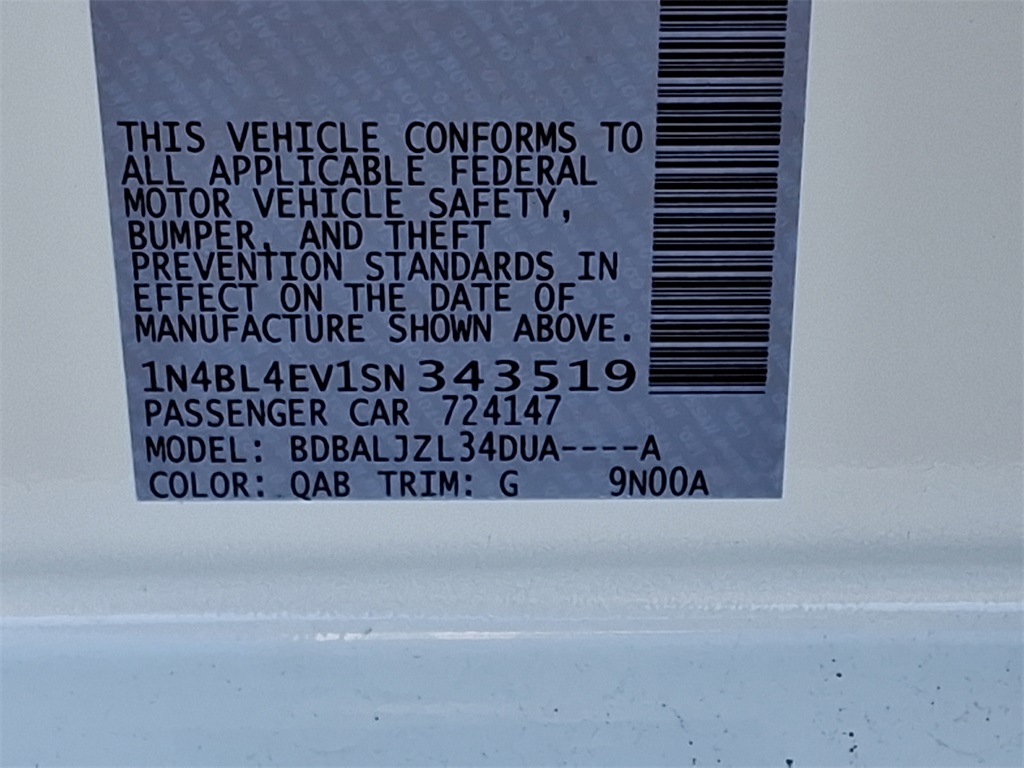 THIS VEHICLE CONFORMS TO
ALL APPLICABLE FEDERAL
MOTOR VEHICLE SAFETY,
BUMPER, AND THEFT
PREVENTION STANDARDS IN
EFFECT ON THE DATE OF
MANUFACTURE SHOWN ABOVE.
1N4BL4EV1SN343519
PASSENGER CAR 724147
MODEL: BDBALJZL34DUA----A
COLOR: QAB TRIM: G 9N00A